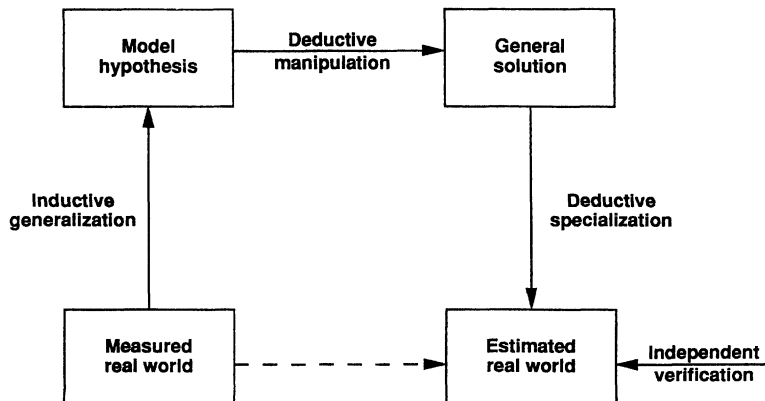 Model
hypothesis
Deductive
manipulation
General
solution
Inductive
generalization
Deductive
specialization
Measured
real world
Estimated
real world
Independent
verification